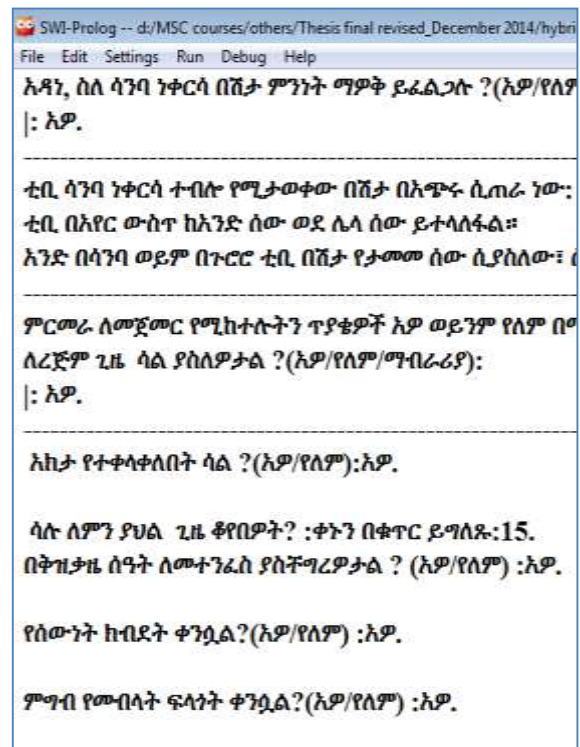 SWI-Prolog -- d:/MSC courses/others/Thesis final revised_December 2014/hybri
File Edit Settings Run Debug Help
አዳነ, ስለ ሳንባ ነቀርሳ በሽታ ምንነት ማዎቅ ይፈልጋሉ ?(አዎ/የለም
|: አዎ.
ቲቢ ሳንባ ነቀርሳ ተብሎ የሚታወቀው በሽታ በአጭሩ ሲጠራ ነው:
ቲቢ በአየር ውስጥ ከአንድ ሰው ወደ ሌላ ሰው ይተላለፋል።
አንድ በሳንባ ወይም በጉሮሮ ቲቢ በሽታ የታመመ ሰው ሲያስለው፣
ምርመራ ለመጀመር የሚከተሉትን ጥያቄዎች አዎ ወይንም የለም
ለረጅም ጊዜ ሳል ያስለዎታል ?(አዎ/የለም/ማብራሪያ):
|: አዎ.
አክታ የተቀላቀለበት ሳል ?(አዎ/የለም):አዎ.
ሳሉ ለምን ያህል ጊዜ ቆየበዎት? :ቀኑን በቁጥር ይግለጹ:15.
በቅዝቃዜ ሰዓት ለመተንፈስ ያስቸግረዎታል ? (አዎ/የለም) :አዎ.
የሰውነት ክብደት ቀንሷል?(አዎ/የለም) :አዎ.
ምግብ የመብላት ፍላጎት ቀንሷል?(አዎ/የለም) :አዎ.